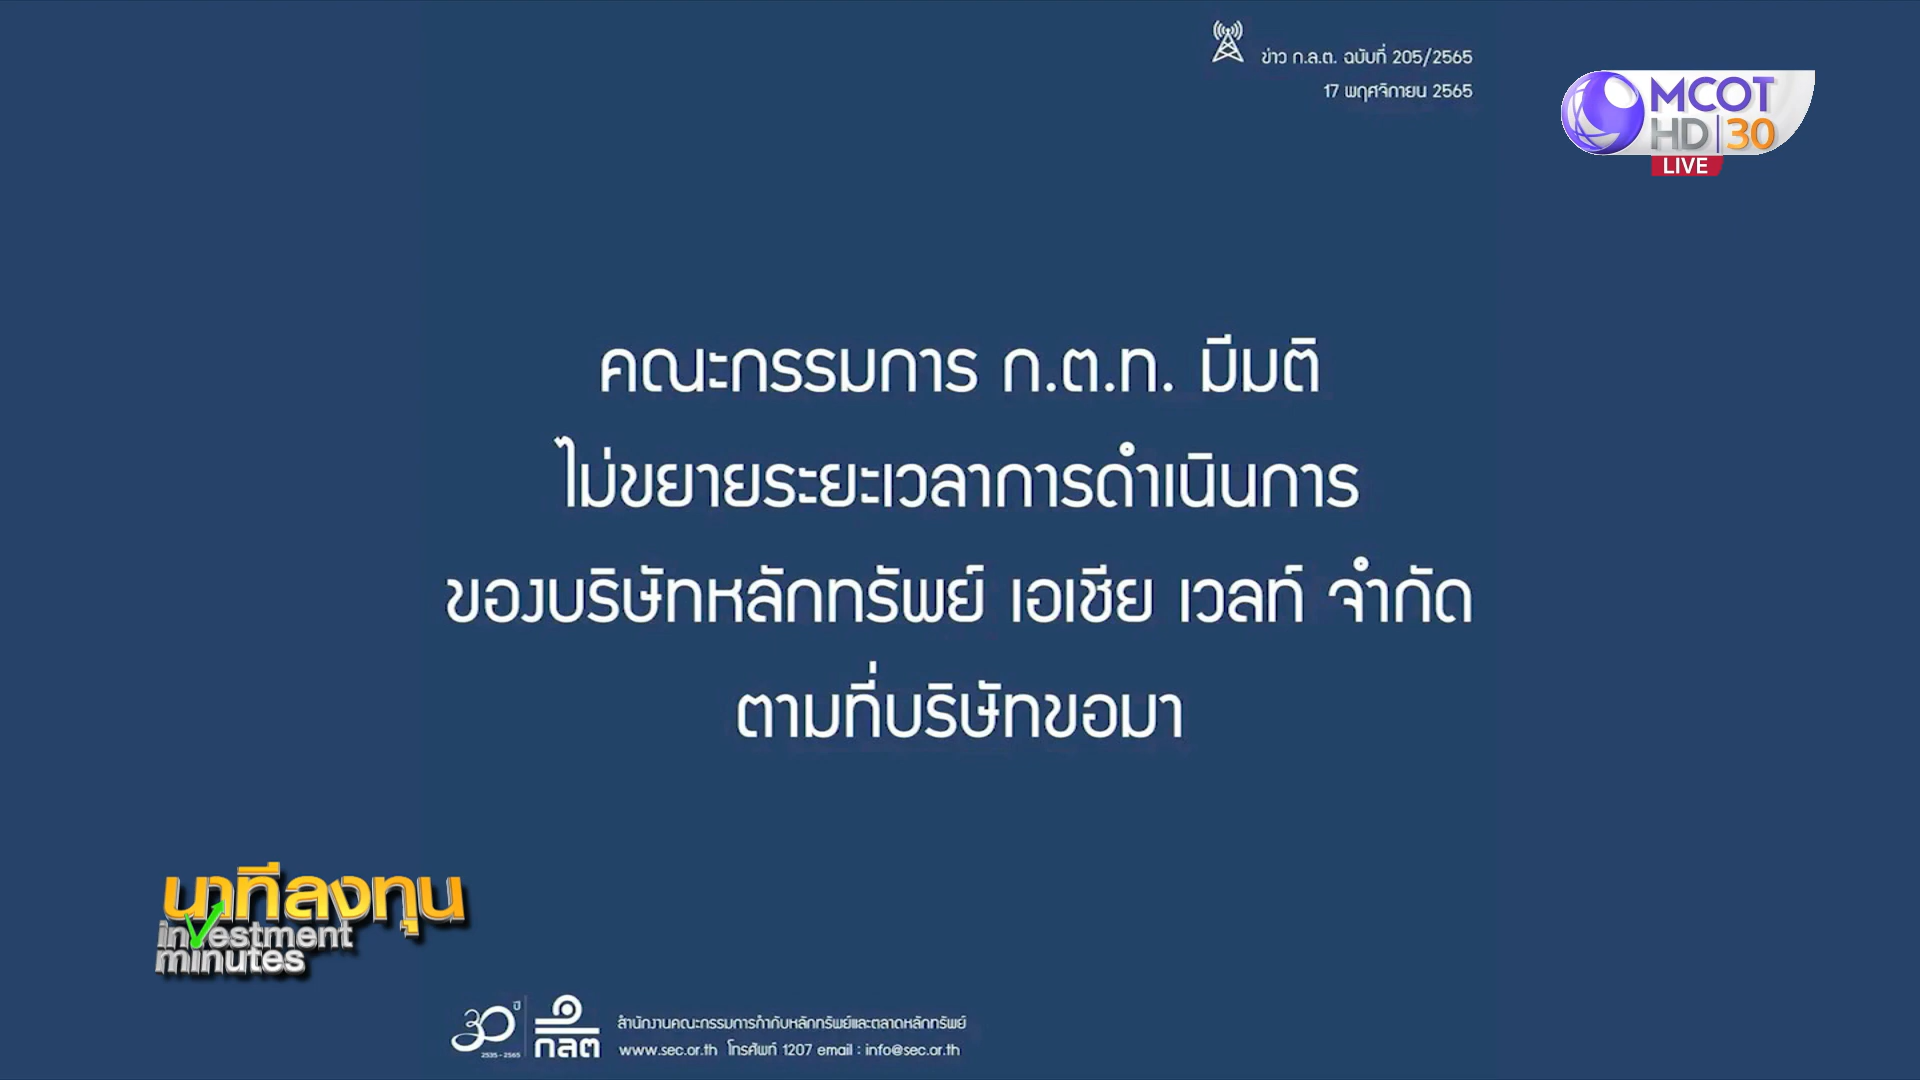 ข่าว ก.ล.ต. ฉบับที่ 205/2565
17 พฤศจิกายน 2565
MCOT
HD 30
LIVE
คณะกรรมการ ก.ต.ท. มีมติ
ไม่ขยายระยะเวลาการดำเนินการ
ของบริษัทหลักทรัพย์ เอเชีย เวลท์ จำกัด
ตามที่บริษัทขอมา
นาทีลงทุน
investment
minutes
30 ปี
2535 - 2565
กลต
สำนักงานคณะกรรมการกำกับหลักทรัพย์และตลาดหลักทรัพย์
www.sec.or.th โทรศัพท์ 1207 email : info@sec.or.th